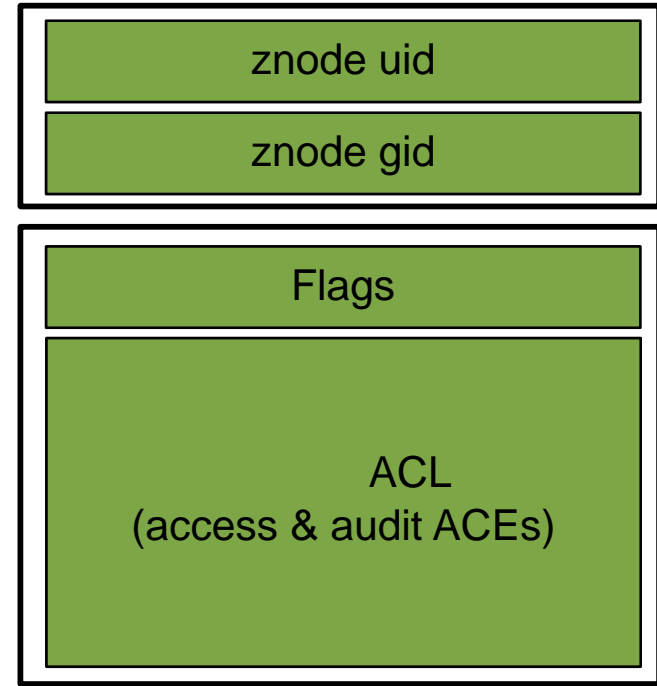 znode uid
znode gid
Flags
ACL
(access & audit ACEs)